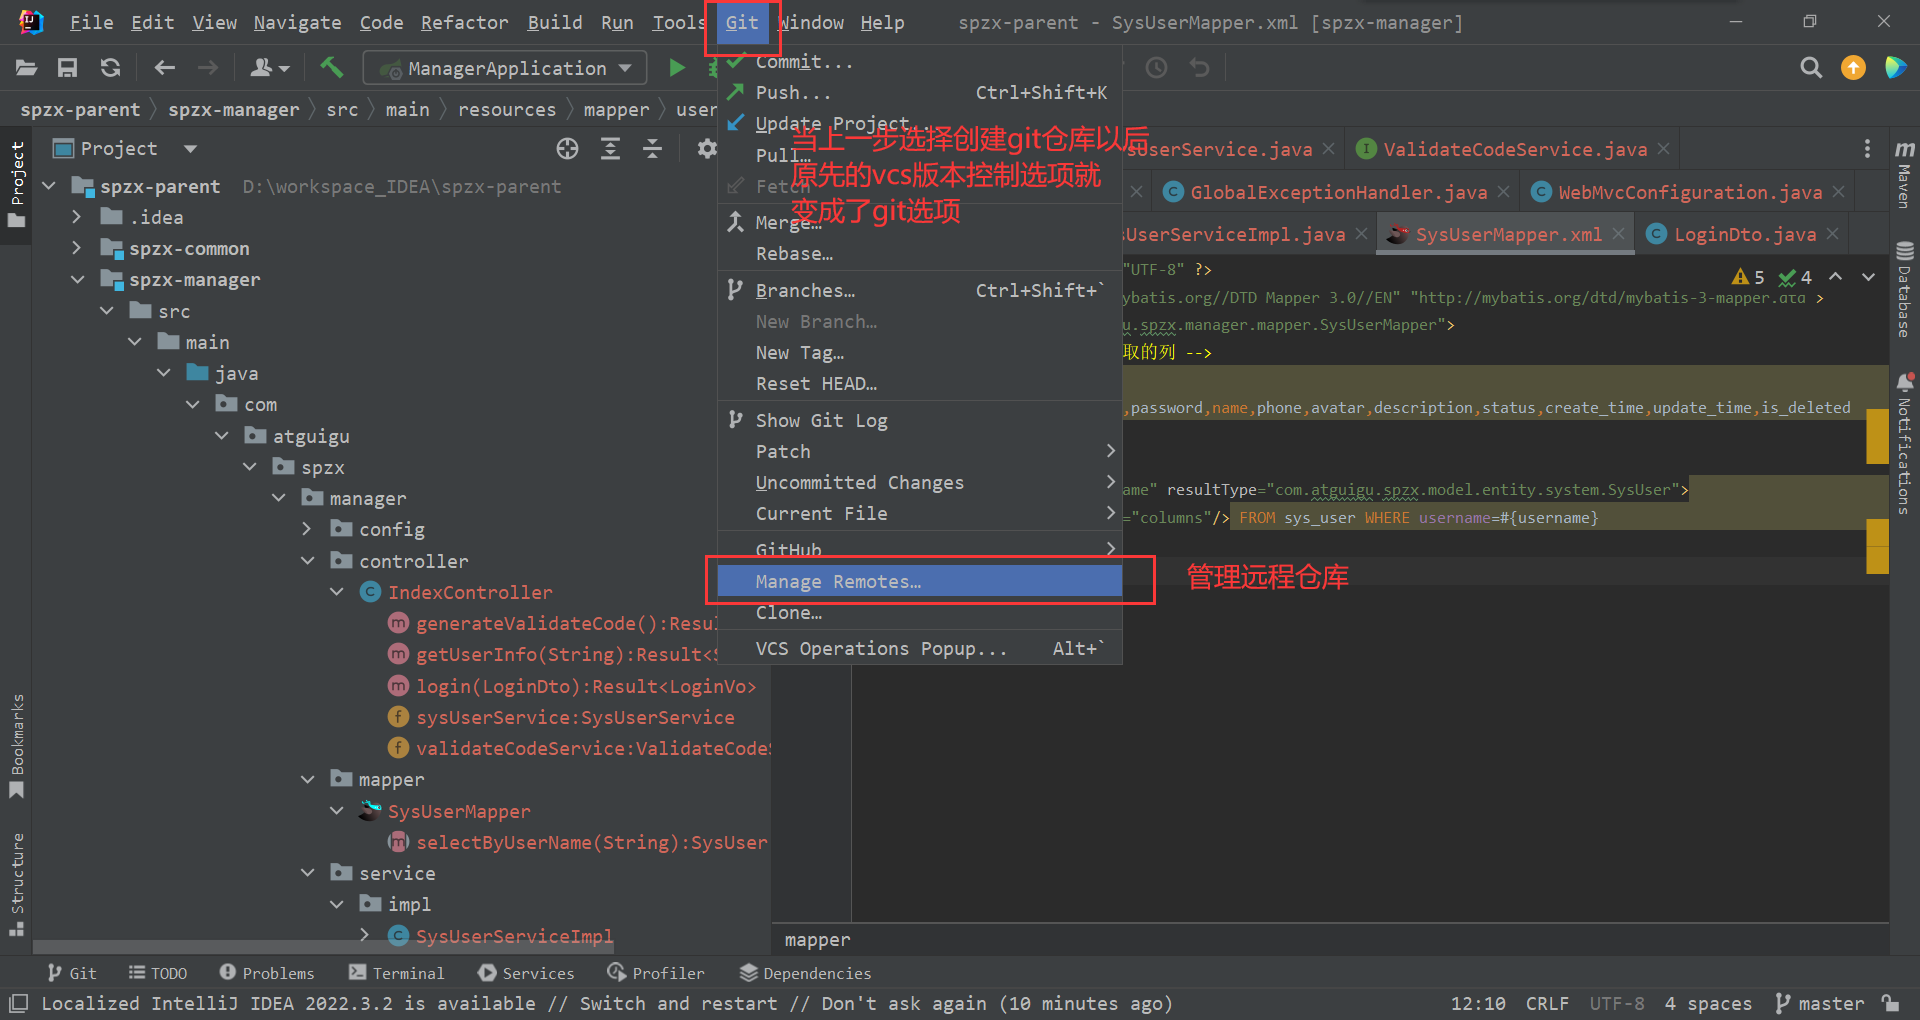 File Edit View Navigate Code Refactor Build Run Tools Git Window Help spzx-parent - SysUserMapper.xml [spzx-manager]
ManagerApplication
spzx-parent spzx-manager src main resources mapper user
Project
spzx-parent D:\workspace_IDEA\spzx-parent
.idea
spzx-common
spzx-manager
src
main
java
com
atguigu
spzx
manager
config
controller
IndexController
generateValidateCode():Resu
getUserInfo(String):Result<S
login(LoginDto):Result<LoginVo>
sysUserService:SysUserService
validateCodeService:ValidateCodeS
mapper
SysUserMapper
selectByUserName(String):SysUser
service
impl
SysUserServiceImpl
Commit...
Push... Ctrl+Shift+K
Update Project...
Pull...
Fetch
Merge...
Rebase...
Branches... Ctrl+Shift+`
New Branch...
New Tag...
Reset HEAD...
Show Git Log
Patch
Uncommitted Changes
Current File
GitHub
Manage Remotes...
Clone...
VCS Operations Popup... Alt+`
当上一步选择创建git仓库以后
原先的vcs版本控制选项就
变成了git选项
管理远程仓库
suserService.java ValidateCodeService.java
GlobalExceptionHandler.java WebMvcConfiguration.java
sUserServiceImpl.java SysUserMapper.xml LoginDto.java
"UTF-8" ?>
5 4
ybatis.org//DTD Mapper 3.0//EN" "http://mybatis.org/dtd/mybatis-3-mapper.dtd >
u.spzx.manager.mapper.SysUserMapper">
取的列 -->
,password,name,phone,avatar,description,status,create_time,update_time,is_deleted
ame" resultType="com.atguigu.spzx.model.entity.system.SysUser">
="columns"/> FROM sys_user WHERE username=#{username}
mapper
Project
Bookmarks
Structure
Maven
Database
Notifications
Git TODO Problems Terminal Services Profiler Dependencies
Localized IntelliJ IDEA 2022.3.2 is available // Switch and restart // Don't ask again (10 minutes ago) 12:10 CRLF UTF-8 4 spaces master